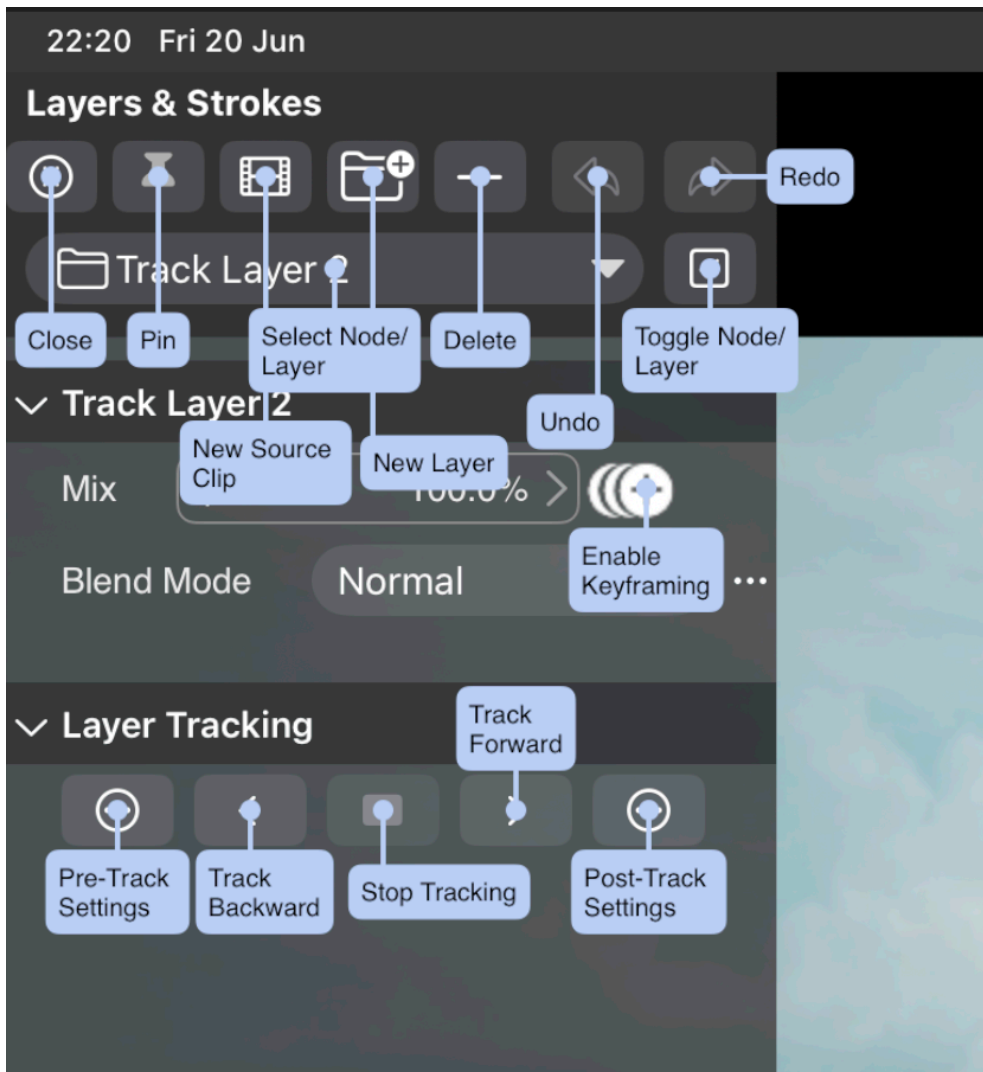 22:20 Fri 20 Jun
Layers & Strokes
Redo
Track Layer 2
Close
Pin
Select Node/
Layer
Delete
Toggle Node/
Layer
Track Layer 2
Undo
New Source
Clip
New Layer
Mix
100.0%
Enable
Keyframing
Blend Mode
Normal
Track
Forward
Layer Tracking
Pre-Track
Settings
Track
Backward
Stop Tracking
Post-Track
Settings